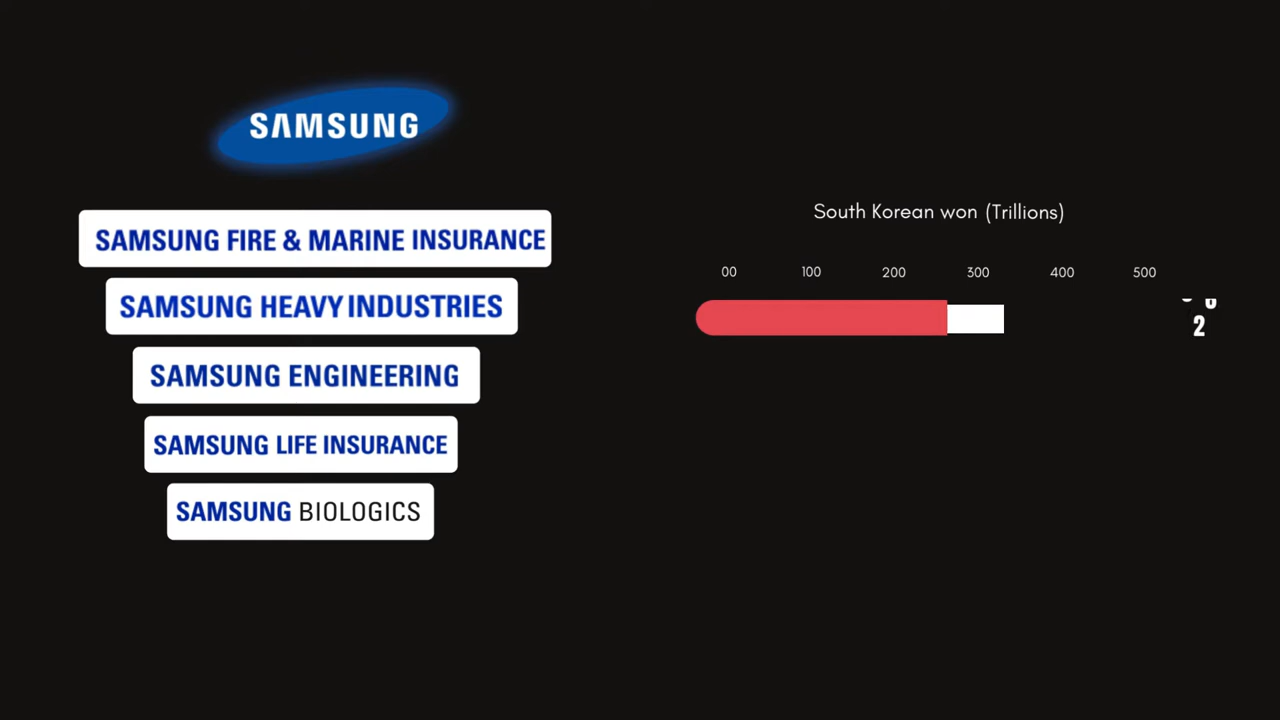 SAMSUNG
SAMSUNG FIRE & MARINE INSURANCE
SAMSUNG HEAVY INDUSTRIES
SAMSUNG ENGINEERING
SAMSUNG LIFE INSURANCE
SAMSUNG BIOLOGICS
South Korean won (Trillions)
00 100 200 300 400 500
2